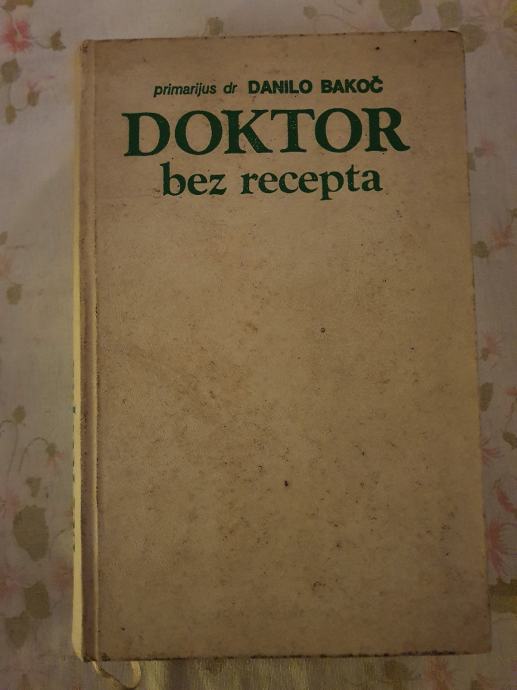 primarijus dr DANILO BAKOČ
DOKTOR
bez recepta